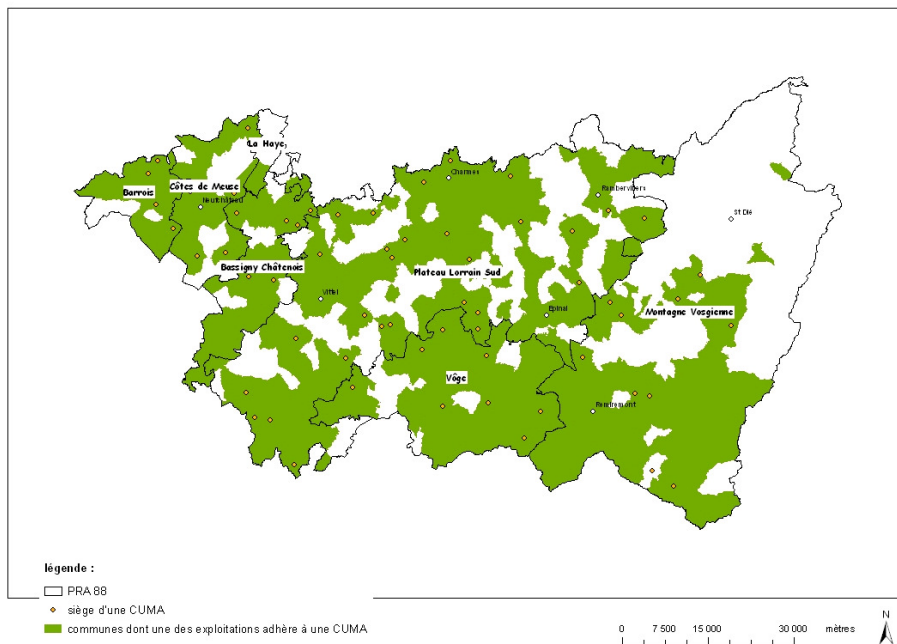 La Haye
Charmes
Côtes de Meuse
Barrois
Rambervillers
Neufchâteau
St Dié
Bassigny Châtenois
Plateau Lorrain Sud
Vittel
Epinal
Montagne Vosgienne
Vôge
Remiremont
légende :
PRA 88
siège d'une CUMA
communes dont une des exploitations adhère à une CUMA
N
0 7 500 15 000 30 000 mètres